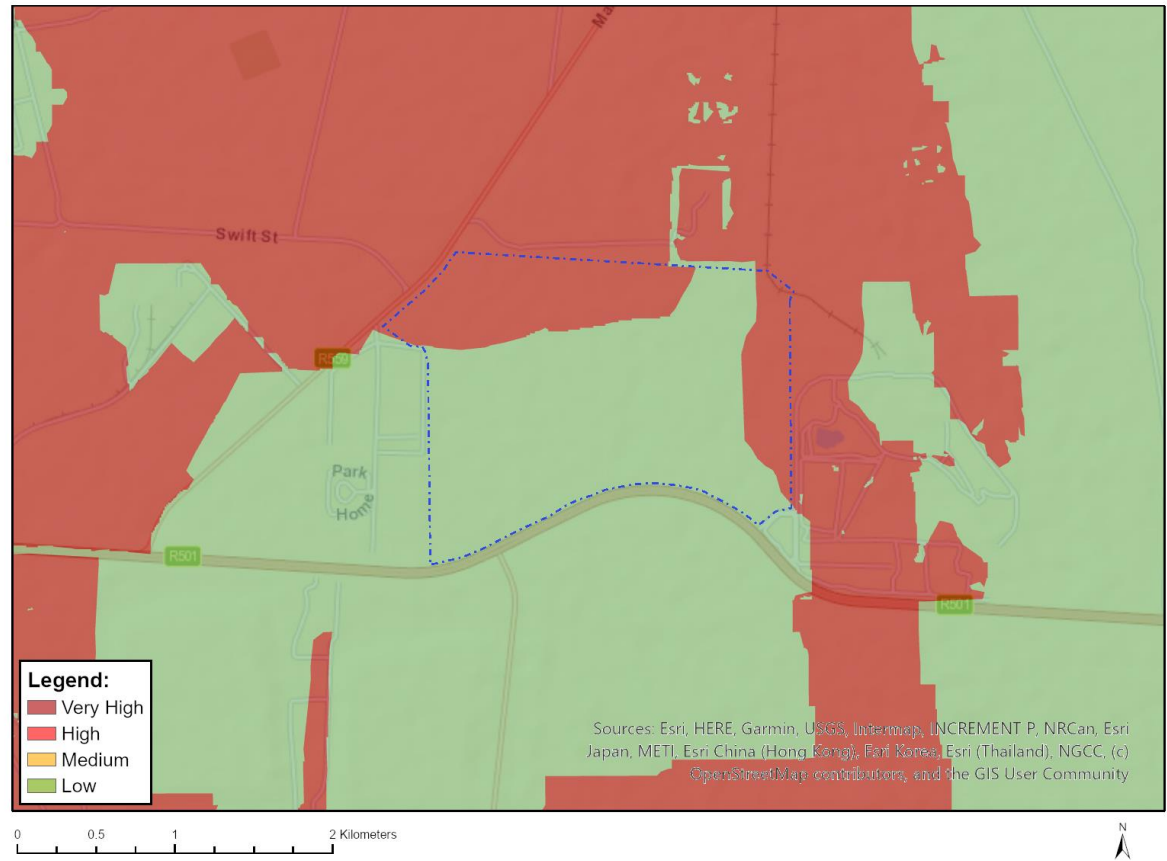 Ma
Swift St
R559
Park
Home
R501
R501
Legend:
Very High
High
Medium
Low
Sources: Esri, HERE, Garmin, USGS, Intermap, INCREMENT P, NRCan, Esri
Japan, METI, Esri China (Hong Kong), Esri Korea, Esri (Thailand), NGCC, (c)
OpenStreetMap contributors, and the GIS User Community
0 0.5 1 2 Kilometers
N